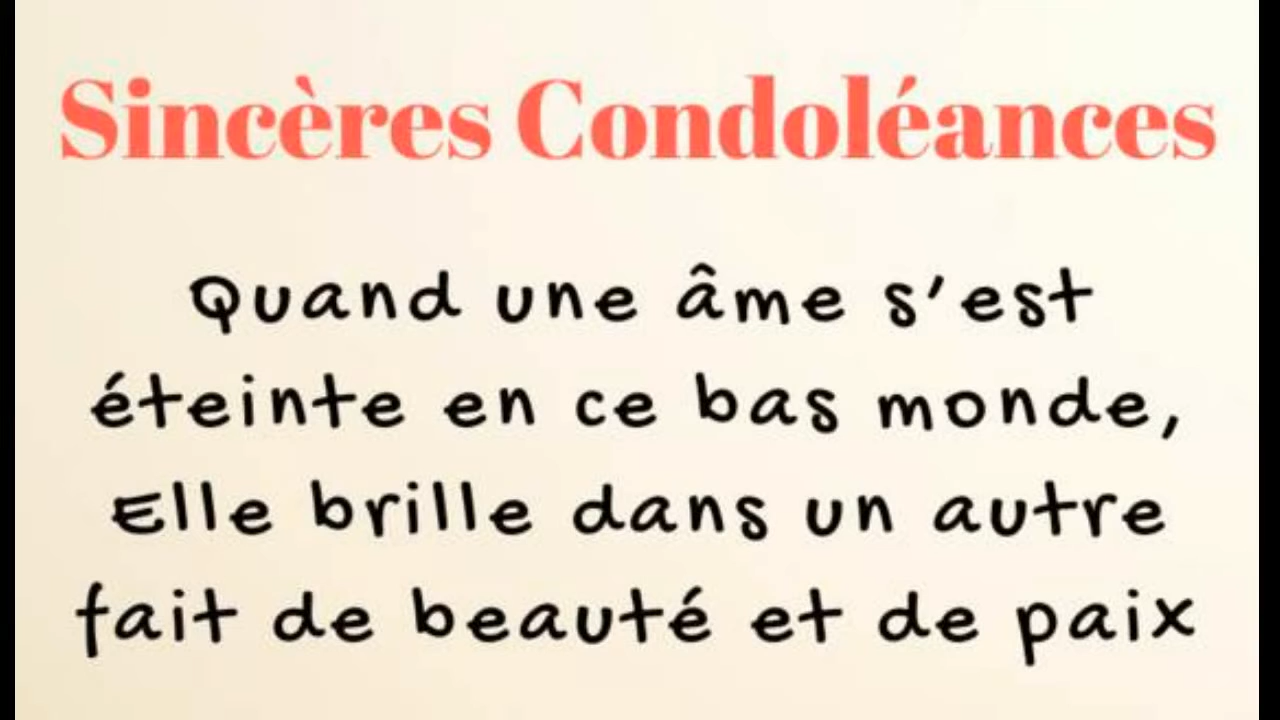 Sincères Condoléances
Quand une âme s'est
éteinte en ce bas monde,
Elle brille dans un autre
fait de beauté et de paix